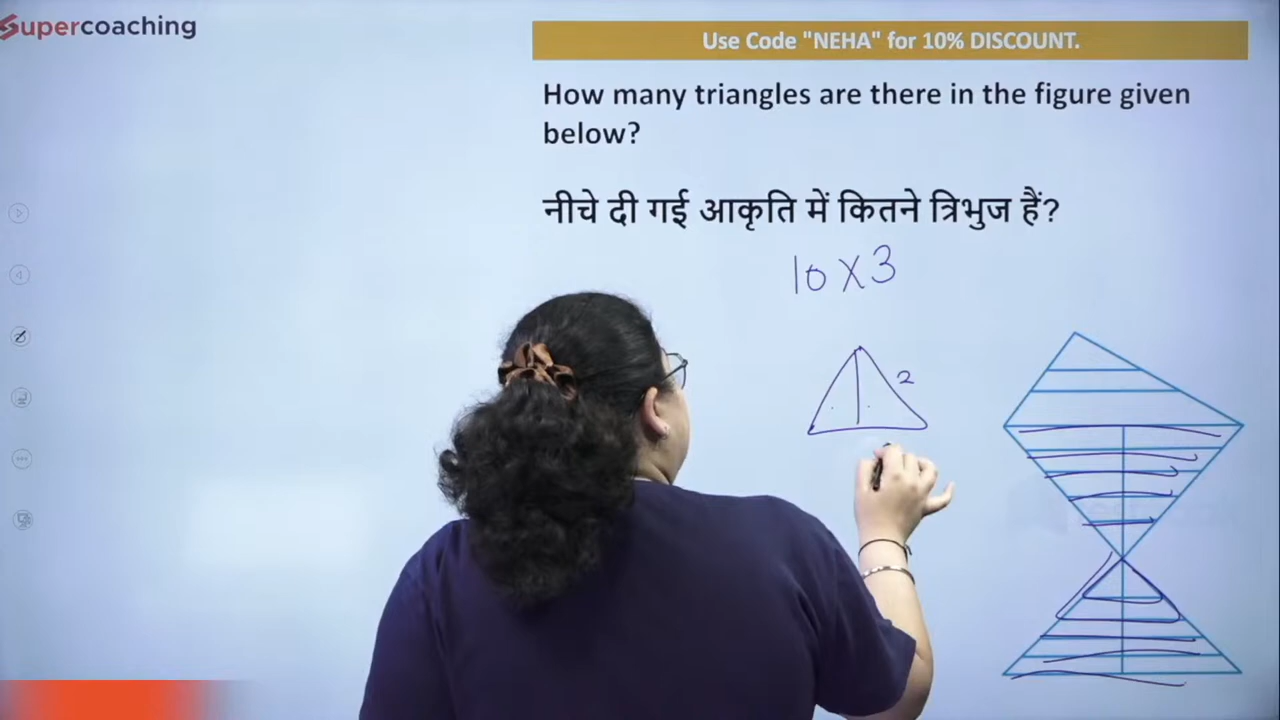 Supercoaching
Use Code "NEHA" for 10% DISCOUNT.
How many triangles are there in the figure given
below?
नीचे दी गई आकृति में कितने त्रिभुज हैं?
10 X 3
2